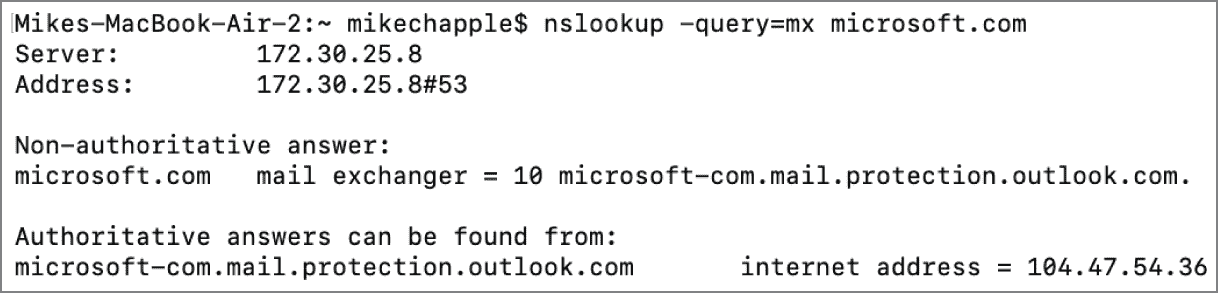 Mikes-MacBook-Air-2:~ mikechapple$ nslookup -query=mx microsoft.com
Server: 172.30.25.8
Address: 172.30.25.8#53
Non-authoritative answer:
microsoft.com mail exchanger = 10 microsoft-com.mail.protection.outlook.com.
Authoritative answers can be found from:
microsoft-com.mail.protection.outlook.com internet address = 104.47.54.36